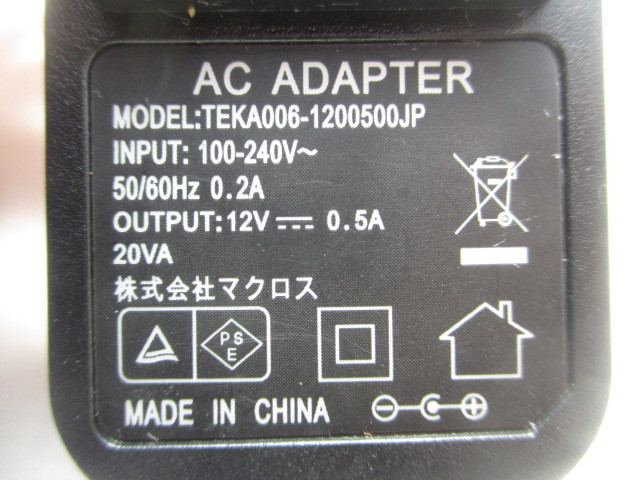 AC ADAPTER
MODEL:TEKA006-1200500JP
INPUT: 100-240V~
50/60Hz 0.2A
OUTPUT:12V ⎓ 0.5A
20VA
株式会社マクロス
PS
E
MADE IN CHINA